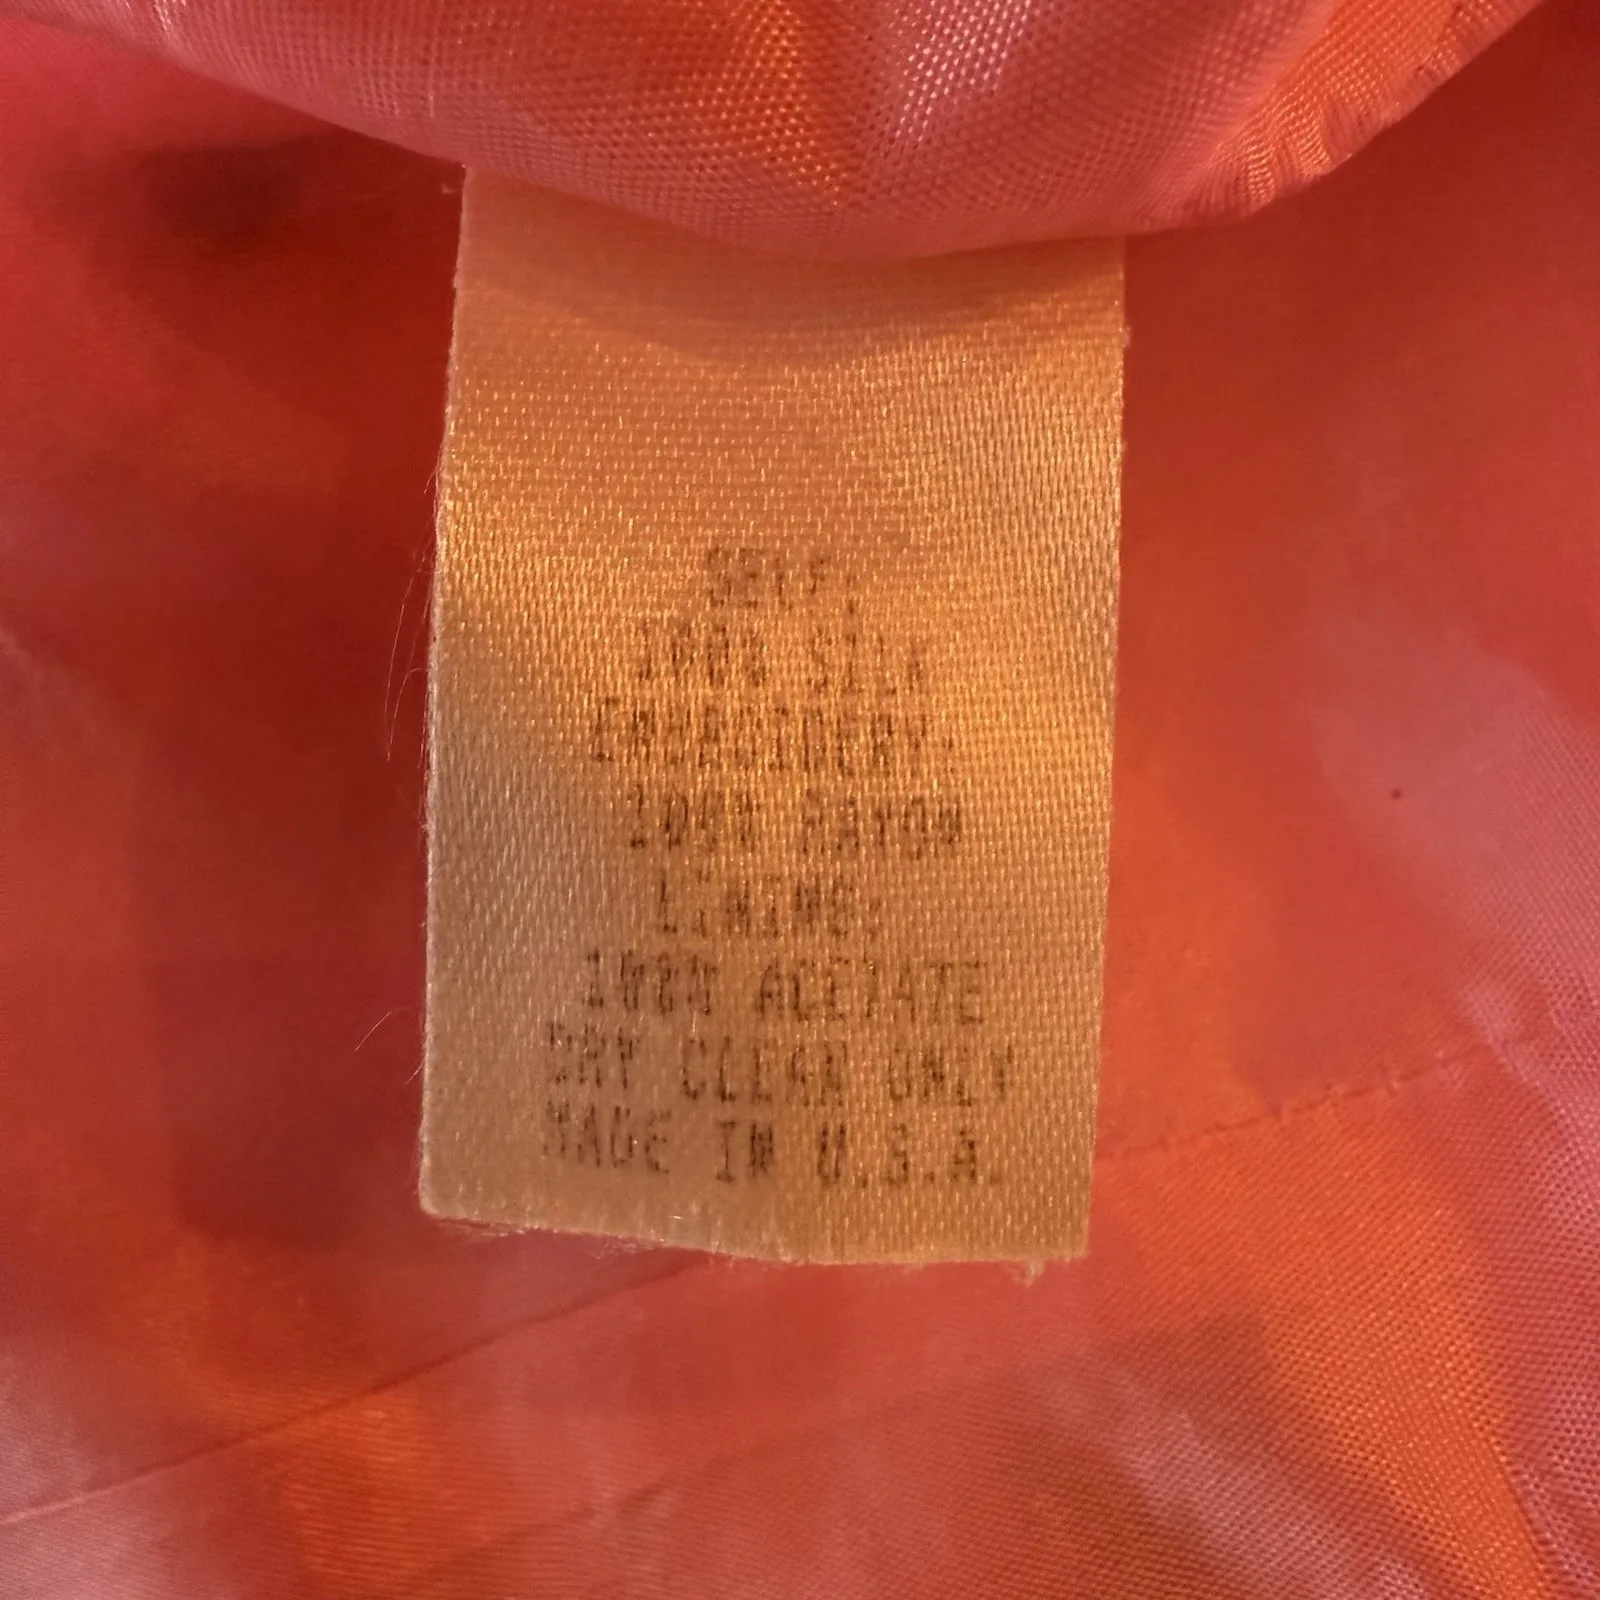 SELF:
100% SILK
EMBROIDERY:
100% RAYON
LINING:
100% ACETATE
DRY CLEAN ONLY
MADE IN U.S.A.